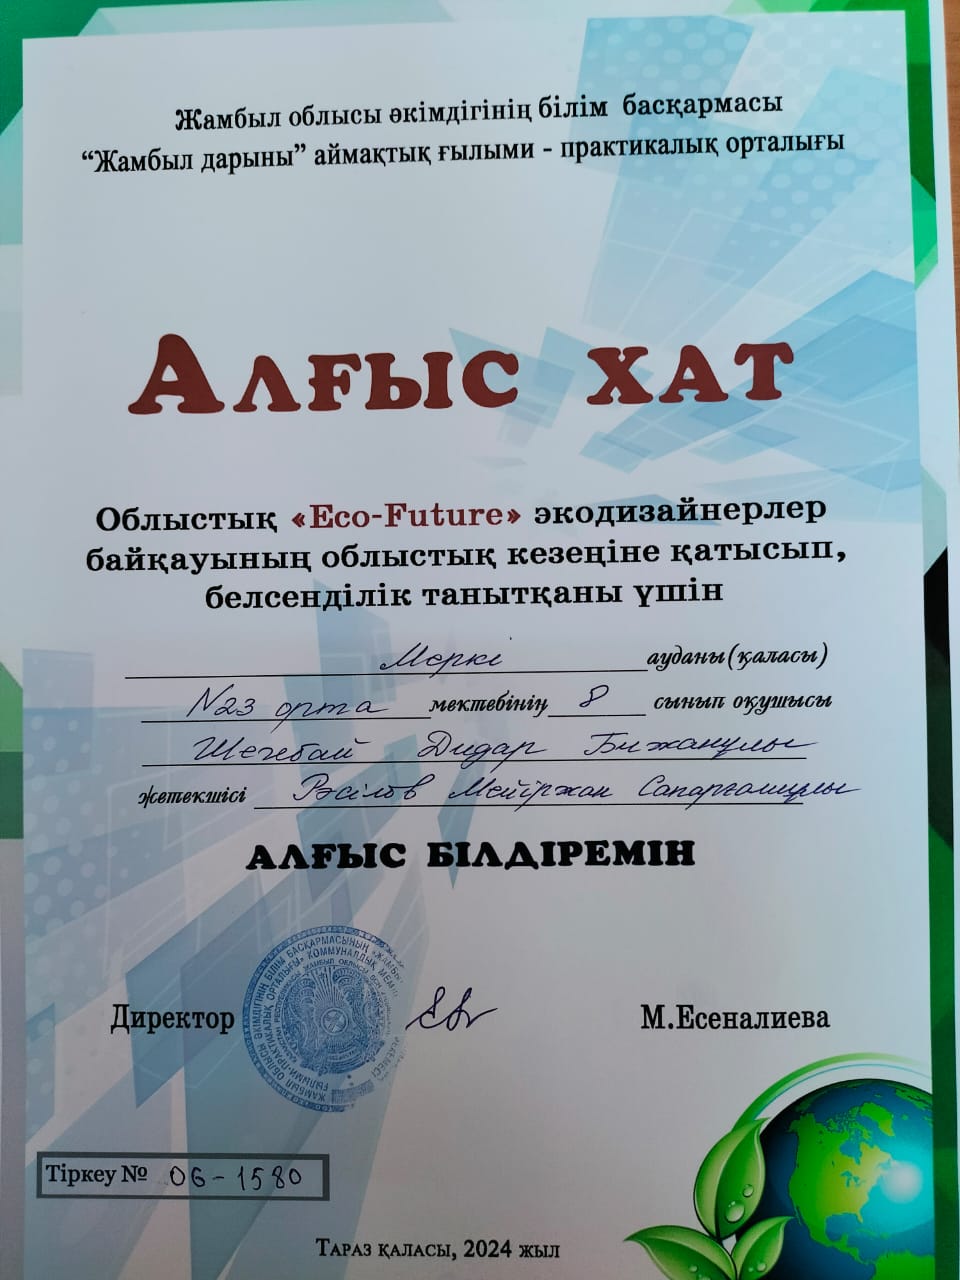 Жамбыл облысы әкімдігінің білім басқармасы
“Жамбыл дарыны” аймақтық ғылыми - практикалық орталығы
Алғыс хат
Облыстық «Eco-Future» экодизайнерлер
байқауының облыстық кезеңіне қатысып,
белсенділік танытқаны үшін
Меркі ауданы(қаласы)
№23 орта мектебінің 8 сынып оқушысы
Дидар Бижанұлы
жетекшісі Рәсілов Мейіржан
АЛҒЫС БІЛДІРЕМІН
Директор М.Есеналиева
Тіркеу № 06-1580
Тараз қаласы, 2024 жыл